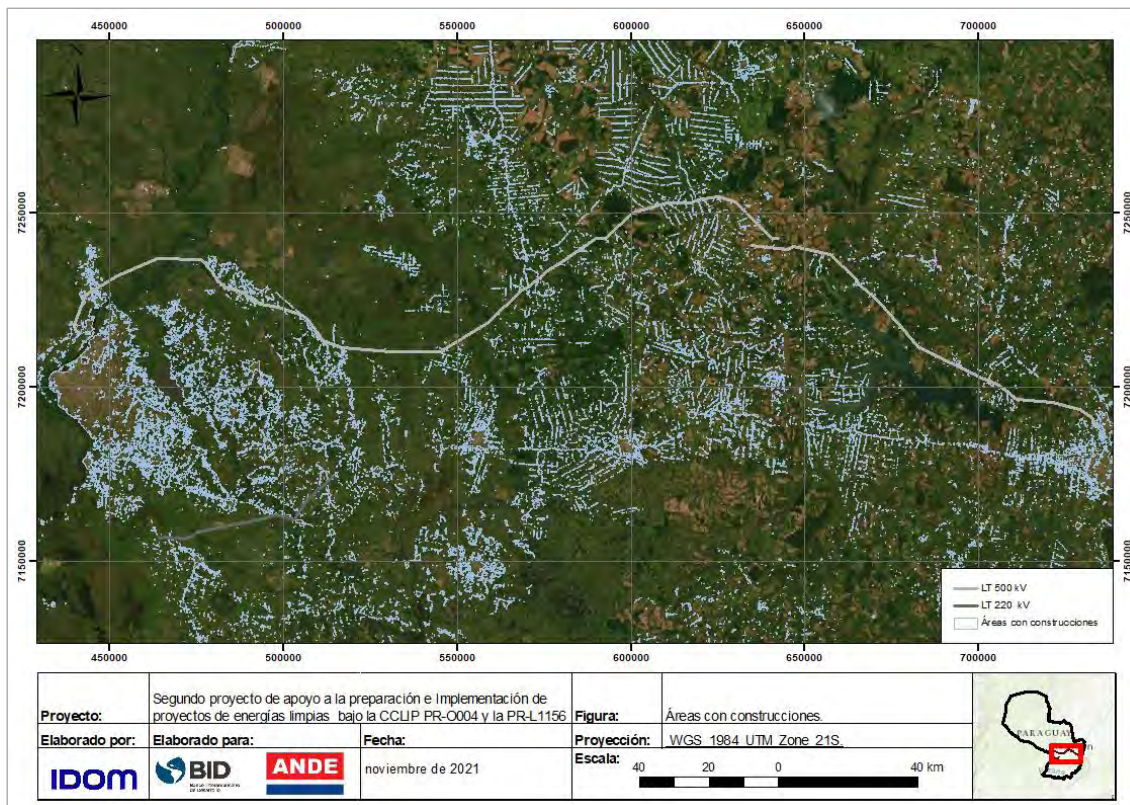 450000 500000 550000 600000 650000 700000
7250000 7250000
7200000 7200000
7150000 7150000
LT 500 kV
LT 220 kV
Áreas con construcciones
450000 500000 550000 600000 650000 700000
Proyecto:
Segundo proyecto de apoyo a la preparación e Implementación de
proyectos de energías limpias bajo la CCLIP PR-O004 y la PR-L1156
Figura: Áreas con construcciones.
Elaborado por: Elaborado para: Fecha:
Proyección: WGS_1984_UTM_Zone_21S.
IDOM
BID
ANDE
noviembre de 2021
Escala:
40 20 0 40 km
PARAGUAY